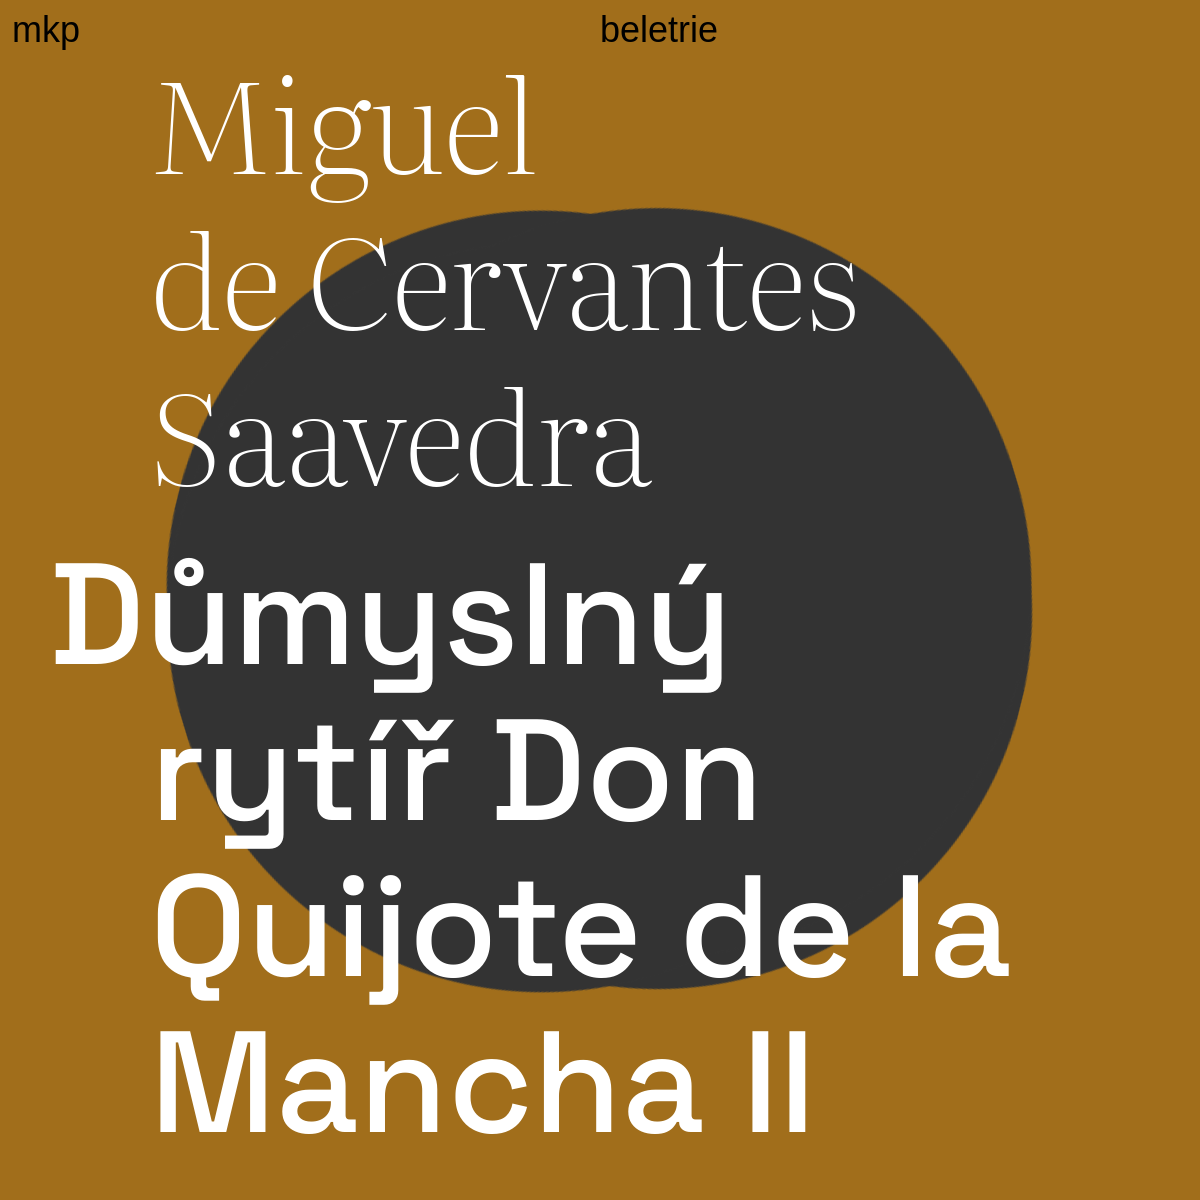 mkp
beletrie
Miguel
de Cervantes
Saavedra
Důmyslný
rytíř Don
Quijote de la
Mancha II